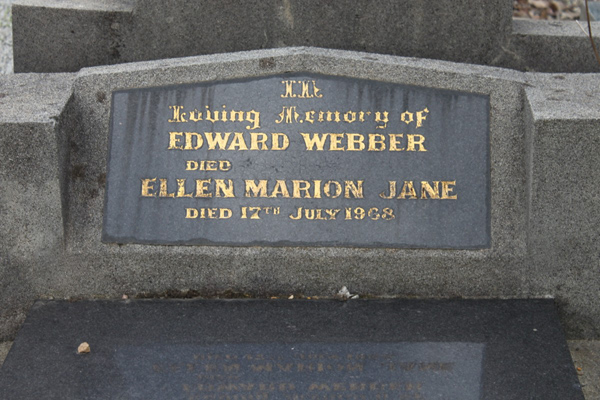 In
Loving Memory of
EDWARD WEBBER
DIED
ELLEN MARION JANE
DIED 17TH JULY 1968